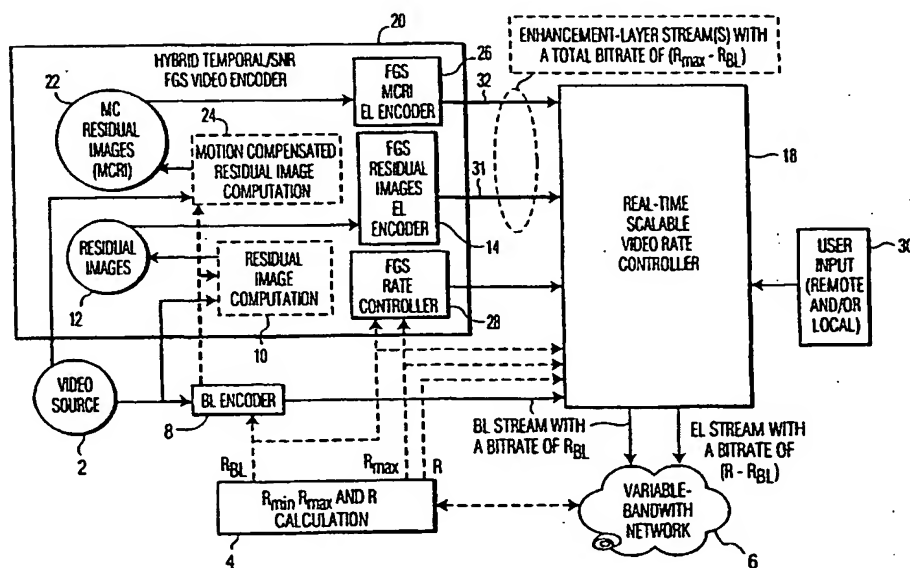 20
HYBRID TEMPORAL/SNR
FGS VIDEO ENCODER
26
ENHANCEMENT-LAYER STREAM(S) WITH
A TOTAL BITRATE OF (Rmax - RBL)
22
MC
RESIDUAL
IMAGES
(MCRI)
24
MOTION COMPENSATED
RESIDUAL IMAGE
COMPUTATION
FGS
MCRI
EL ENCODER
32
FGS
RESIDUAL
IMAGES
EL
ENCODER
31
14
18
REAL-TIME
SCALABLE
VIDEO RATE
CONTROLLER
USER
INPUT
(REMOTE
AND/OR
LOCAL)
30
RESIDUAL IMAGES
12
RESIDUAL
IMAGE
COMPUTATION
10
FGS
RATE
CONTROLLER
28
VIDEO
SOURCE
2
BL ENCODER
8
BL STREAM WITH
A BITRATE OF RBL
EL STREAM WITH
A BITRATE OF
(R - RBL)
RBL
Rmax
R
Rmin Rmax AND R
CALCULATION
4
VARIABLE-
BANDWITH
NETWORK
6